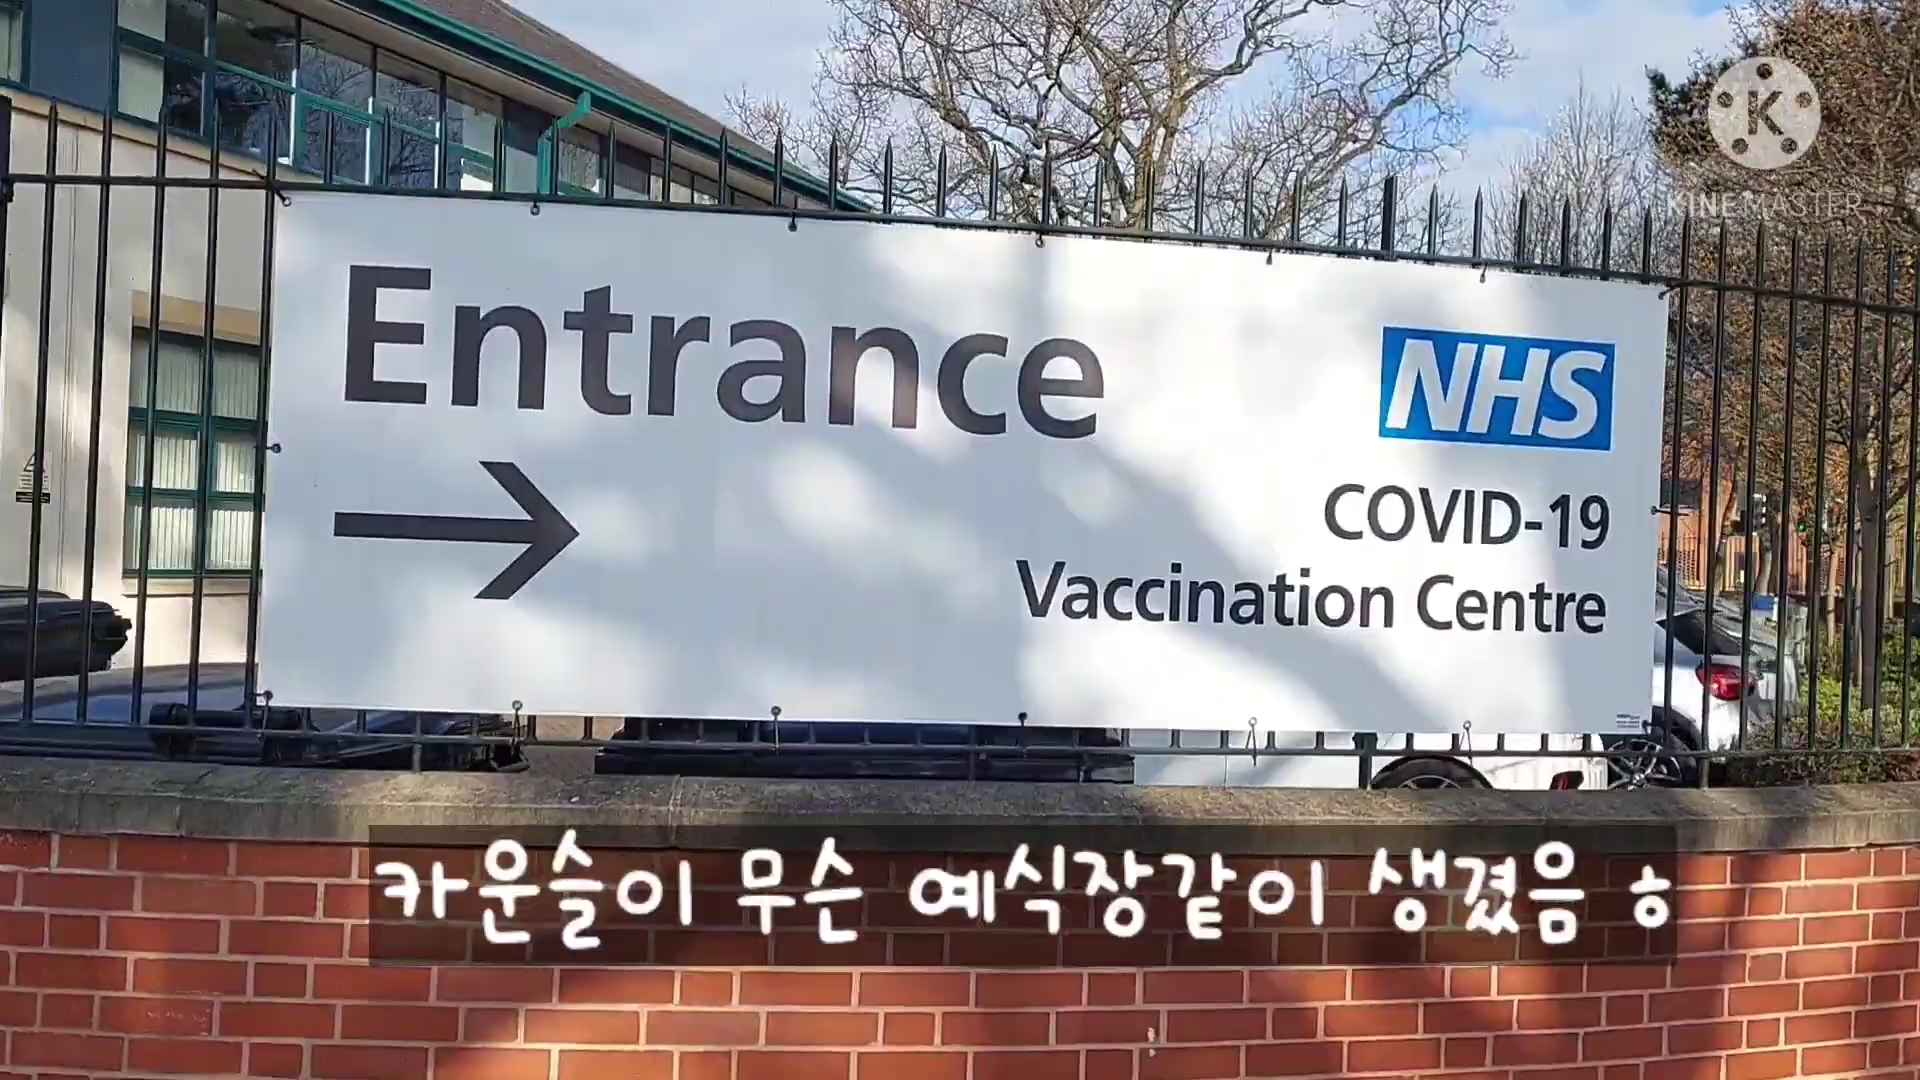 K
KINEMASTER
Entrance
NHS
COVID-19
Vaccination Centre
카운슬이 무슨 예식장같이 생겼음 ㅎ